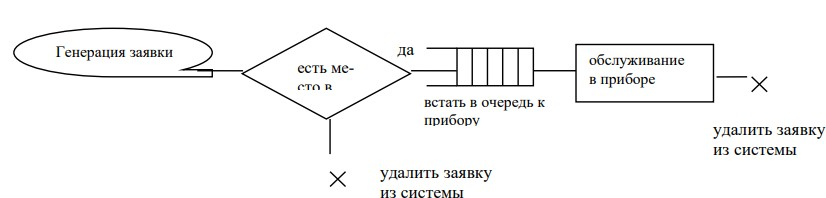 Генерация заявки
есть ме-
сто в
да
встать в очередь к
прибору
обслуживание
в приборе
удалить заявку
из системы
удалить заявку
из системы